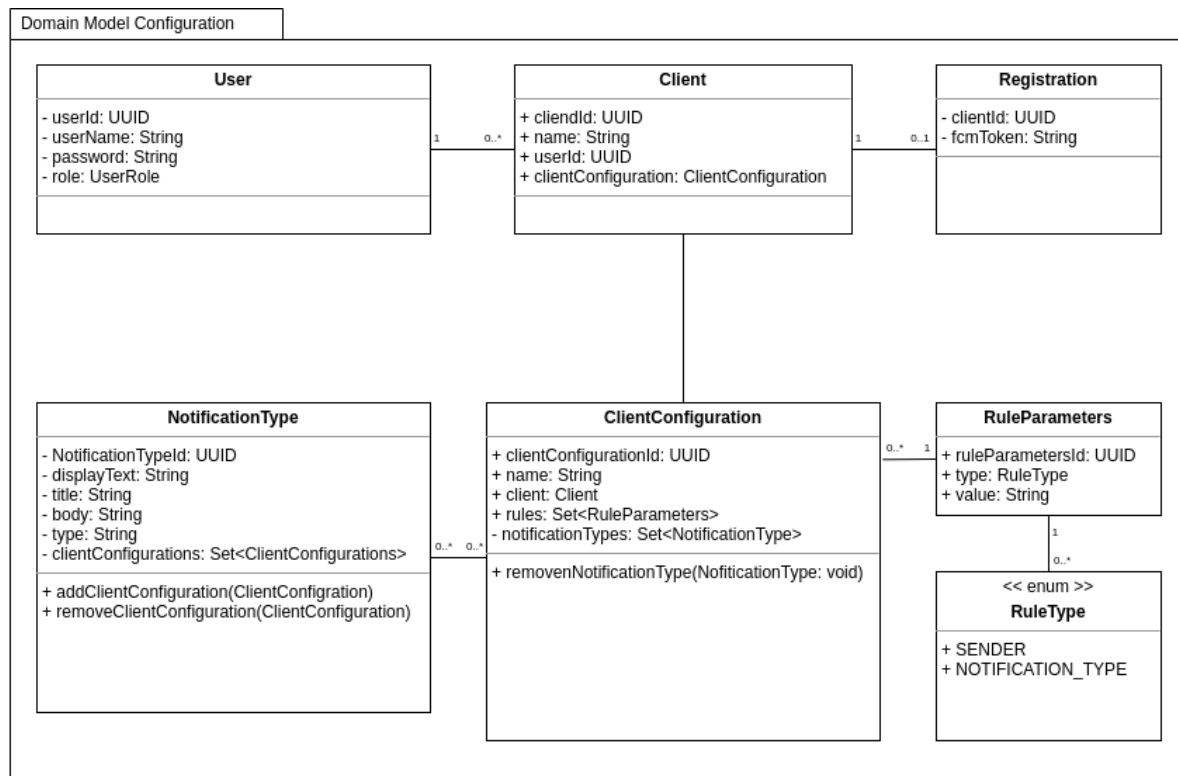 Domain Model Configuration
User
- userId: UUID
- userName: String
- password: String
- role: UserRole
1
0..*
Client
+ cliendId: UUID
+ name: String
+ userId: UUID
+ clientConfiguration: ClientConfiguration
1
0..1
Registration
- clientId: UUID
- fcmToken: String
NotificationType
- NotificationTypeId: UUID
- displayText: String
- title: String
- body: String
- type: String
- clientConfigurations: Set<ClientConfigurations>
+ addClientConfiguration(ClientConfigration)
+ removeClientConfiguration(ClientConfiguration)
0..*
0..*
ClientConfiguration
+ clientConfigurationId: UUID
+ name: String
+ client: Client
+ rules: Set<RuleParameters>
- notificationTypes: Set<NotificationType>
+ removenNotificationType(NofiticationType: void)
0..*
1
RuleParameters
+ ruleParametersId: UUID
+ type: RuleType
+ value: String
1
0..*
<< enum >>
RuleType
+ SENDER
+ NOTIFICATION_TYPE